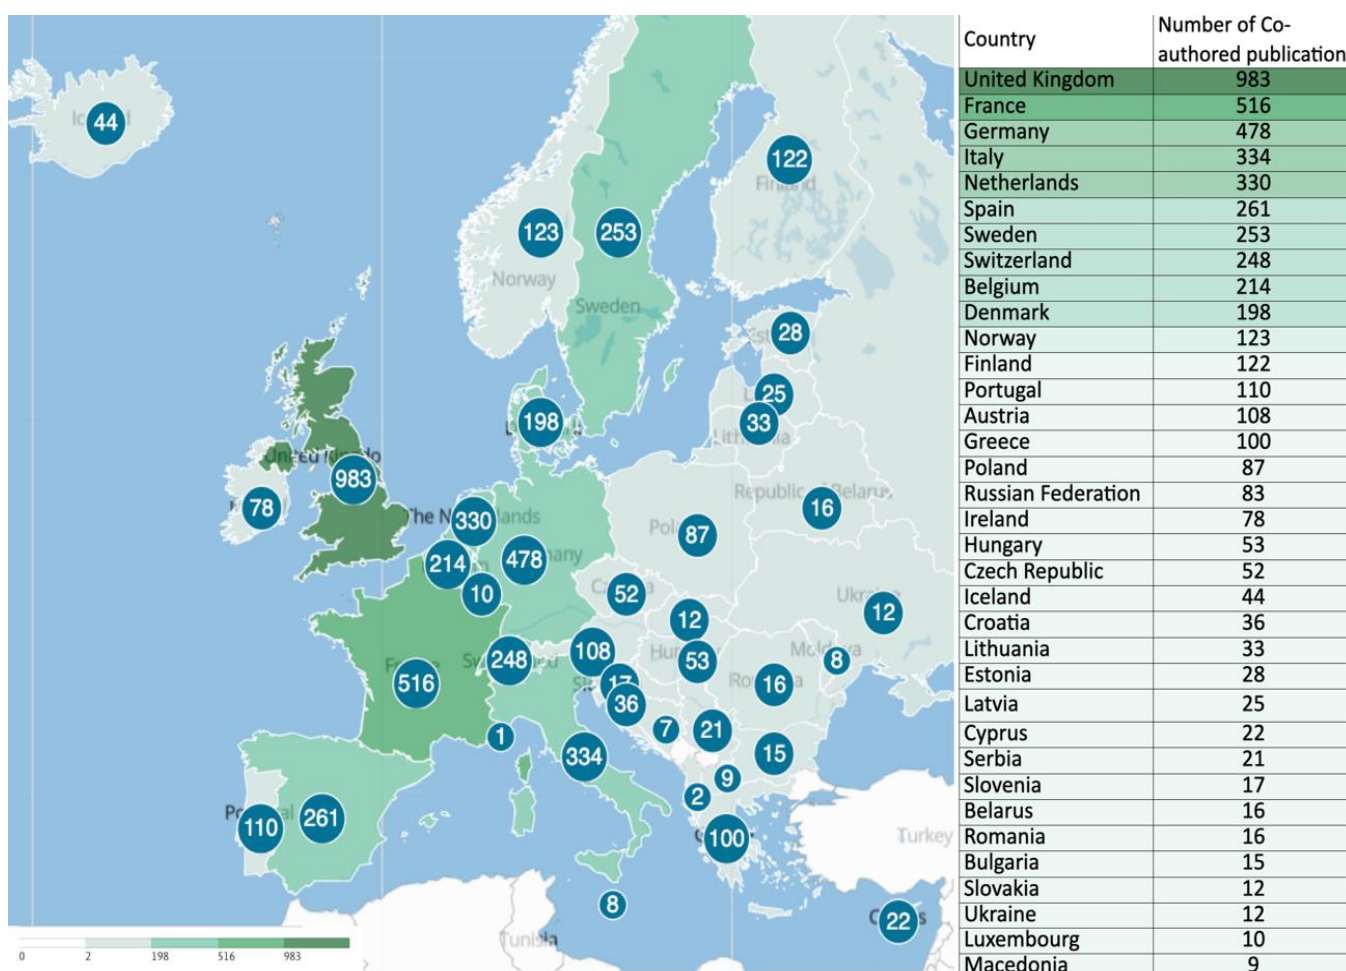 44
Finland
122
123
253
Norway
Sweden
28
25
33
198
983
78
Republic of Belarus
16
330
87
214
478
10
52
12
12
108
53
8
248
16
516
17
36
7
21
1
15
334
9
2
261
110
100
Turkey
8
22
Tunisia
0 2 198 516 983
Country Number of Co-
authored publication
United Kingdom 983
France 516
Germany 478
Italy 334
Netherlands 330
Spain 261
Sweden 253
Switzerland 248
Belgium 214
Denmark 198
Norway 123
Finland 122
Portugal 110
Austria 108
Greece 100
Poland 87
Russian Federation 83
Ireland 78
Hungary 53
Czech Republic 52
Iceland 44
Croatia 36
Lithuania 33
Estonia 28
Latvia 25
Cyprus 22
Serbia 21
Slovenia 17
Belarus 16
Romania 16
Bulgaria 15
Slovakia 12
Ukraine 12
Luxembourg 10
Macedonia 9